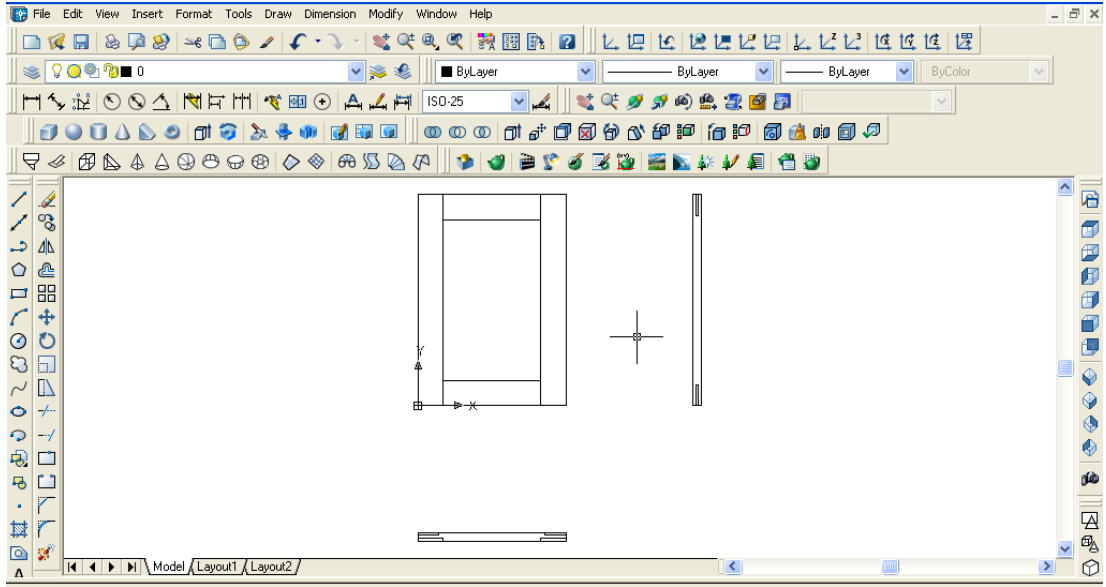 File Edit View Insert Format Tools Draw Dimension Modify Window Help
0 ByLayer ByLayer ByLayer ByColor
ISO-25
Y
X
Model Layout1 Layout2